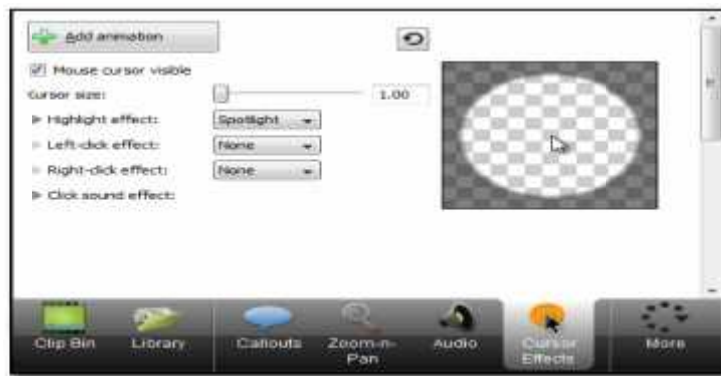 Add animation
Mouse cursor visible
Cursor size: 1.00
Highlight effect: Spotlight
Left-click effect: None
Right-click effect: None
Click sound effect:
Clip Bin Library Callouts Zoom-n-Pan Audio Cursor Effects More